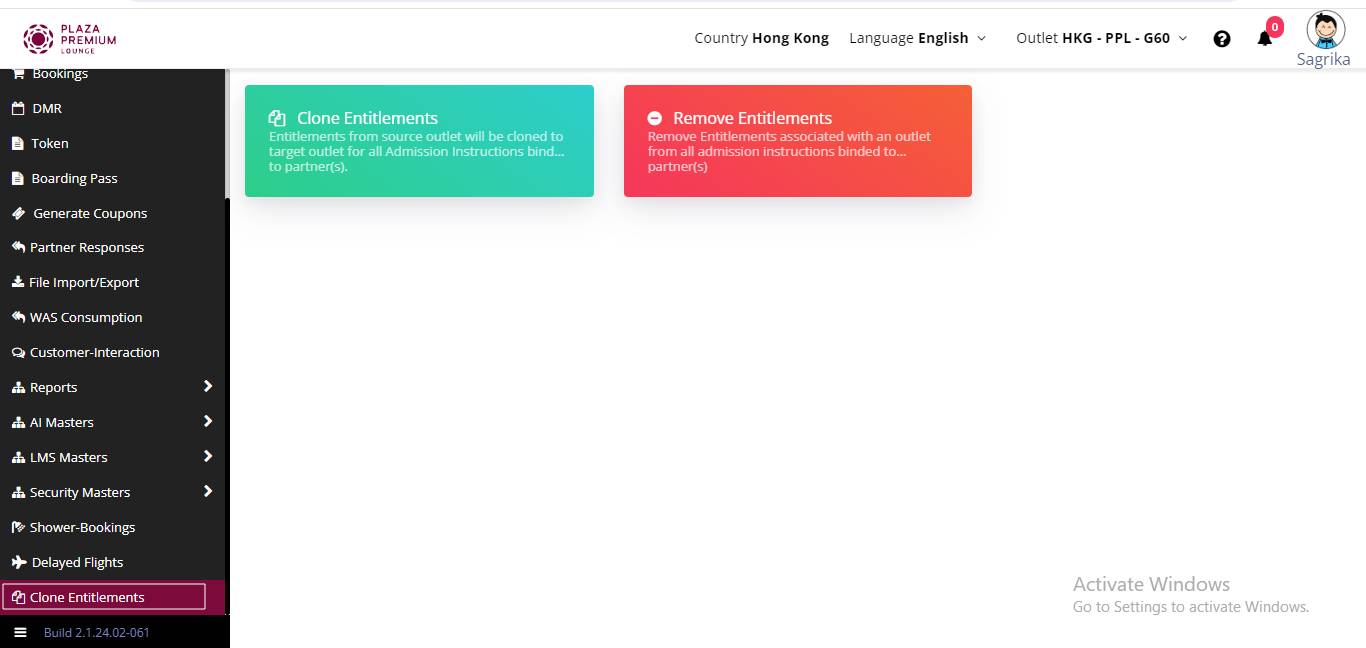 PLAZA
PREMIUM
LOUNGE
Country Hong Kong
Language English
Outlet HKG - PPL - G60
0
Sagrika
Bookings
DMR
Token
Boarding Pass
Generate Coupons
Partner Responses
File Import/Export
WAS Consumption
Customer-Interaction
Reports
AI Masters
LMS Masters
Security Masters
Shower-Bookings
Delayed Flights
Clone Entitlements
Build 2.1.24.02-061
Clone Entitlements
Entitlements from source outlet will be cloned to
target outlet for all Admission Instructions bind...
to partner(s).
Remove Entitlements
Remove Entitlements associated with an outlet
from all admission instructions binded to...
partner(s)
Activate Windows
Go to Settings to activate Windows.